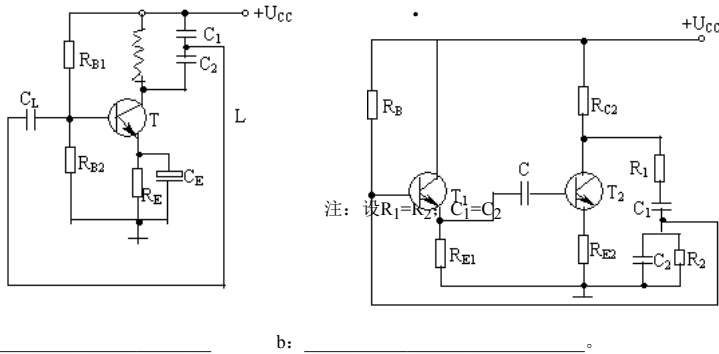 +U_CC
C_1
C_2
R_B1
C_L
T
L
R_B2
R_E
C_E
+U_CC
R_B
R_C2
R_1
C
T_1
T_2
C_1
注：设R_1=R_2；C_1=C_2
R_E1
R_E2
C_2
R_2
b：。